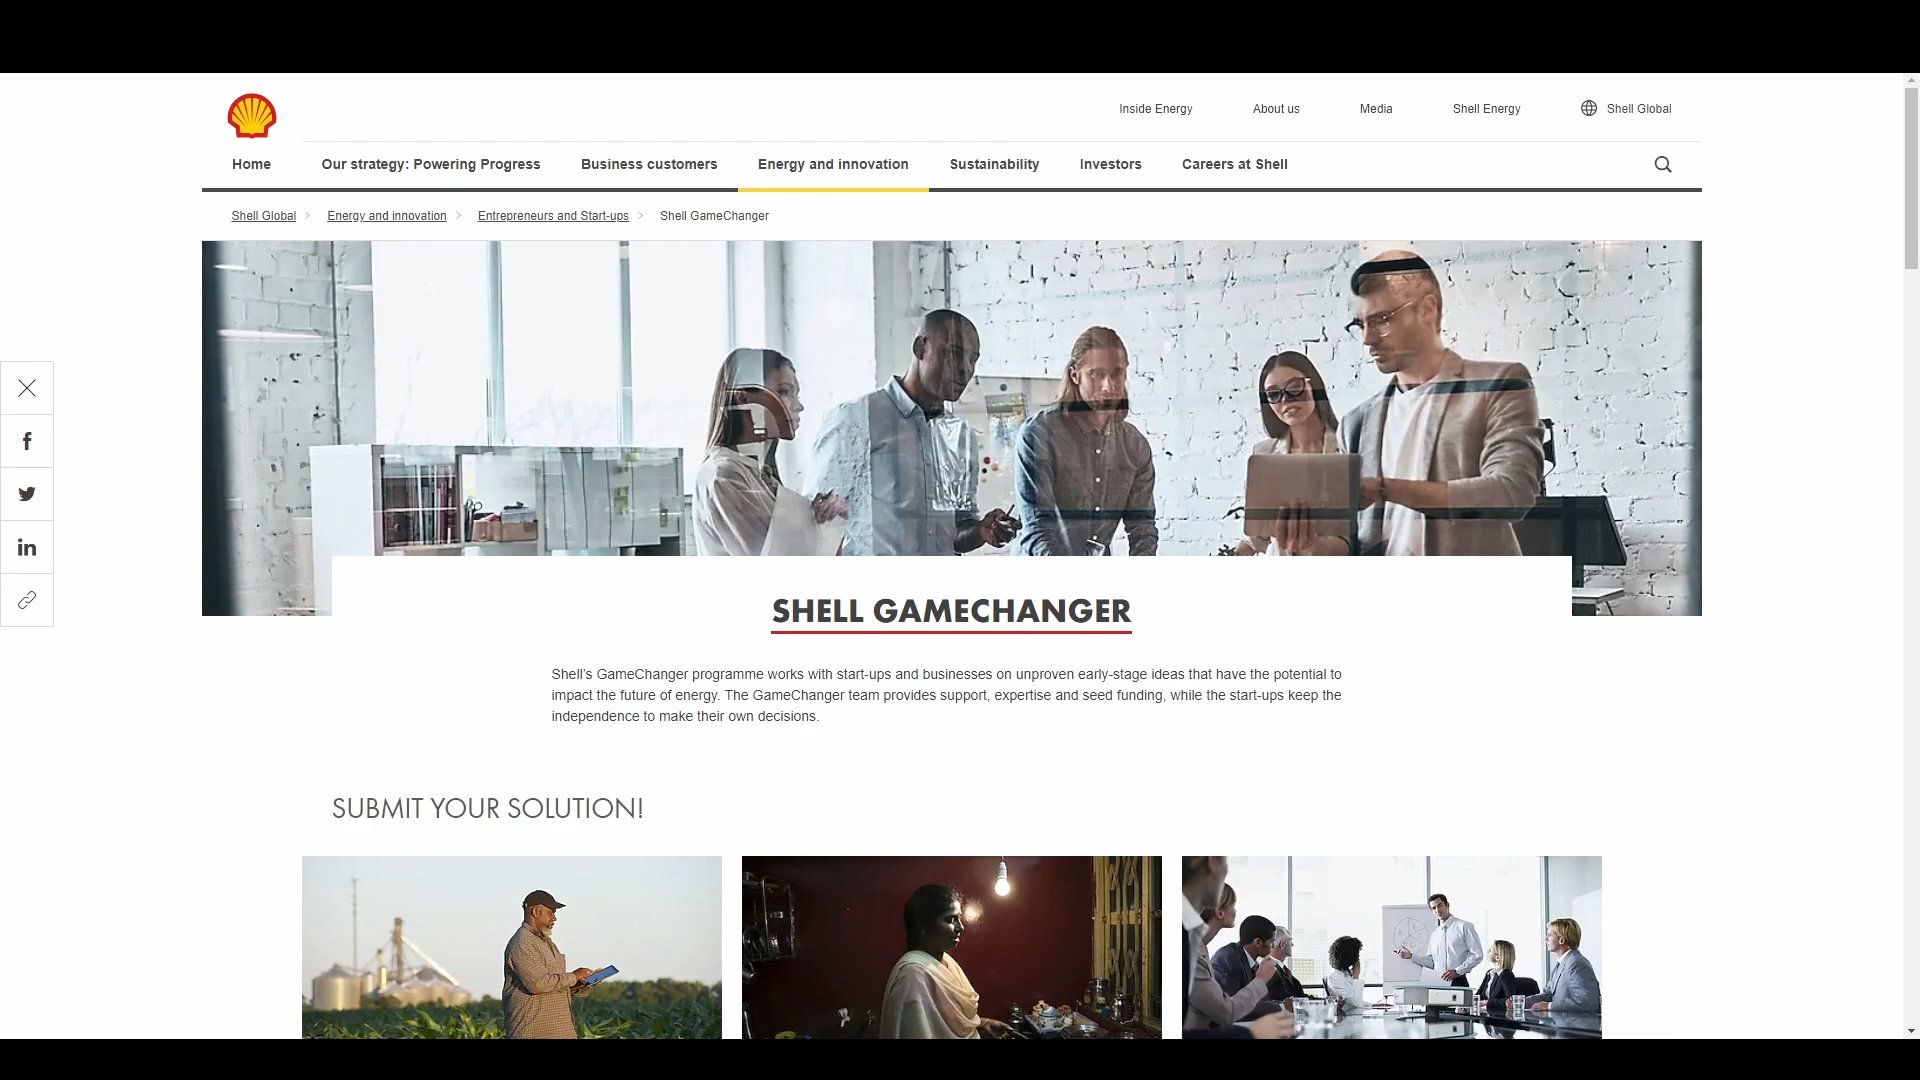 Inside Energy
About us
Media
Shell Energy
Shell Global
Home
Our strategy: Powering Progress
Business customers
Energy and innovation
Sustainability
Investors
Careers at Shell
Shell Global
Energy and innovation
Entrepreneurs and Start-ups
Shell GameChanger
SHELL GAMECHANGER
Shell’s GameChanger programme works with start-ups and businesses on unproven early-stage ideas that have the potential to
impact the future of energy. The GameChanger team provides support, expertise and seed funding, while the start-ups keep the
independence to make their own decisions.
SUBMIT YOUR SOLUTION!